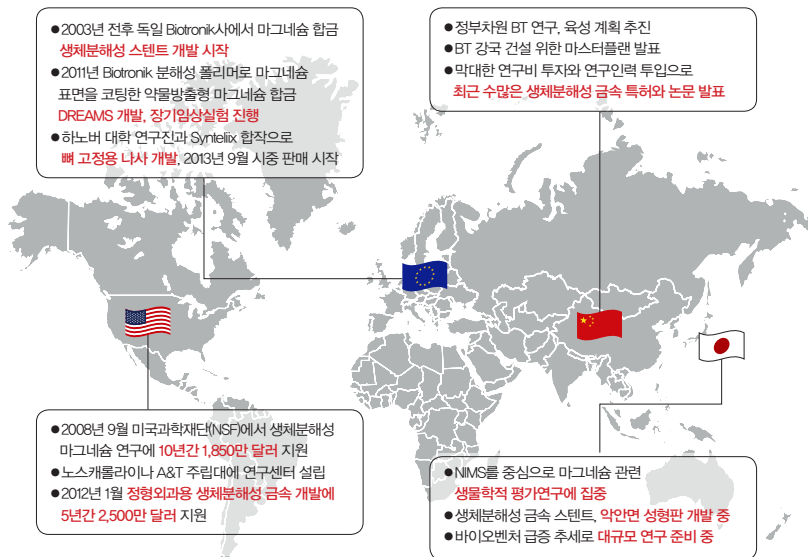 ●2003년 전후 독일 Biotronik사에서 마그네슘 합금
생체분해성 스텐트 개발 시작
●2011년 Biotronik 분해성 폴리머로 마그네슘
표면을 코팅한 약물방출형 마그네슘 합금
DREAMS 개발, 장기임상실험 진행
●하노버 대학 연구진과 Syntellix 합작으로
뼈 고정용 나사 개발, 2013년 9월 시중 판매 시작
●정부차원 BT 연구, 육성 계획 추진
●BT 강국 건설 위한 마스터플랜 발표
●막대한 연구비 투자와 연구인력 투입으로
최근 수많은 생체분해성 금속 특허와 논문 발표
●2008년 9월 미국과학재단(NSF)에서 생체분해성
마그네슘 연구에 10년간 1,850만 달러 지원
●노스캐롤라이나 A&T 주립대에 연구센터 설립
●2012년 1월 정형외과용 생체분해성 금속 개발에
5년간 2,500만 달러 지원
●NIMS를 중심으로 마그네슘 관련
생물학적 평가연구에 집중
●생체분해성 금속 스텐트, 악안면 성형판 개발 중
●바이오벤처 급증 추세로 대규모 연구 준비 중